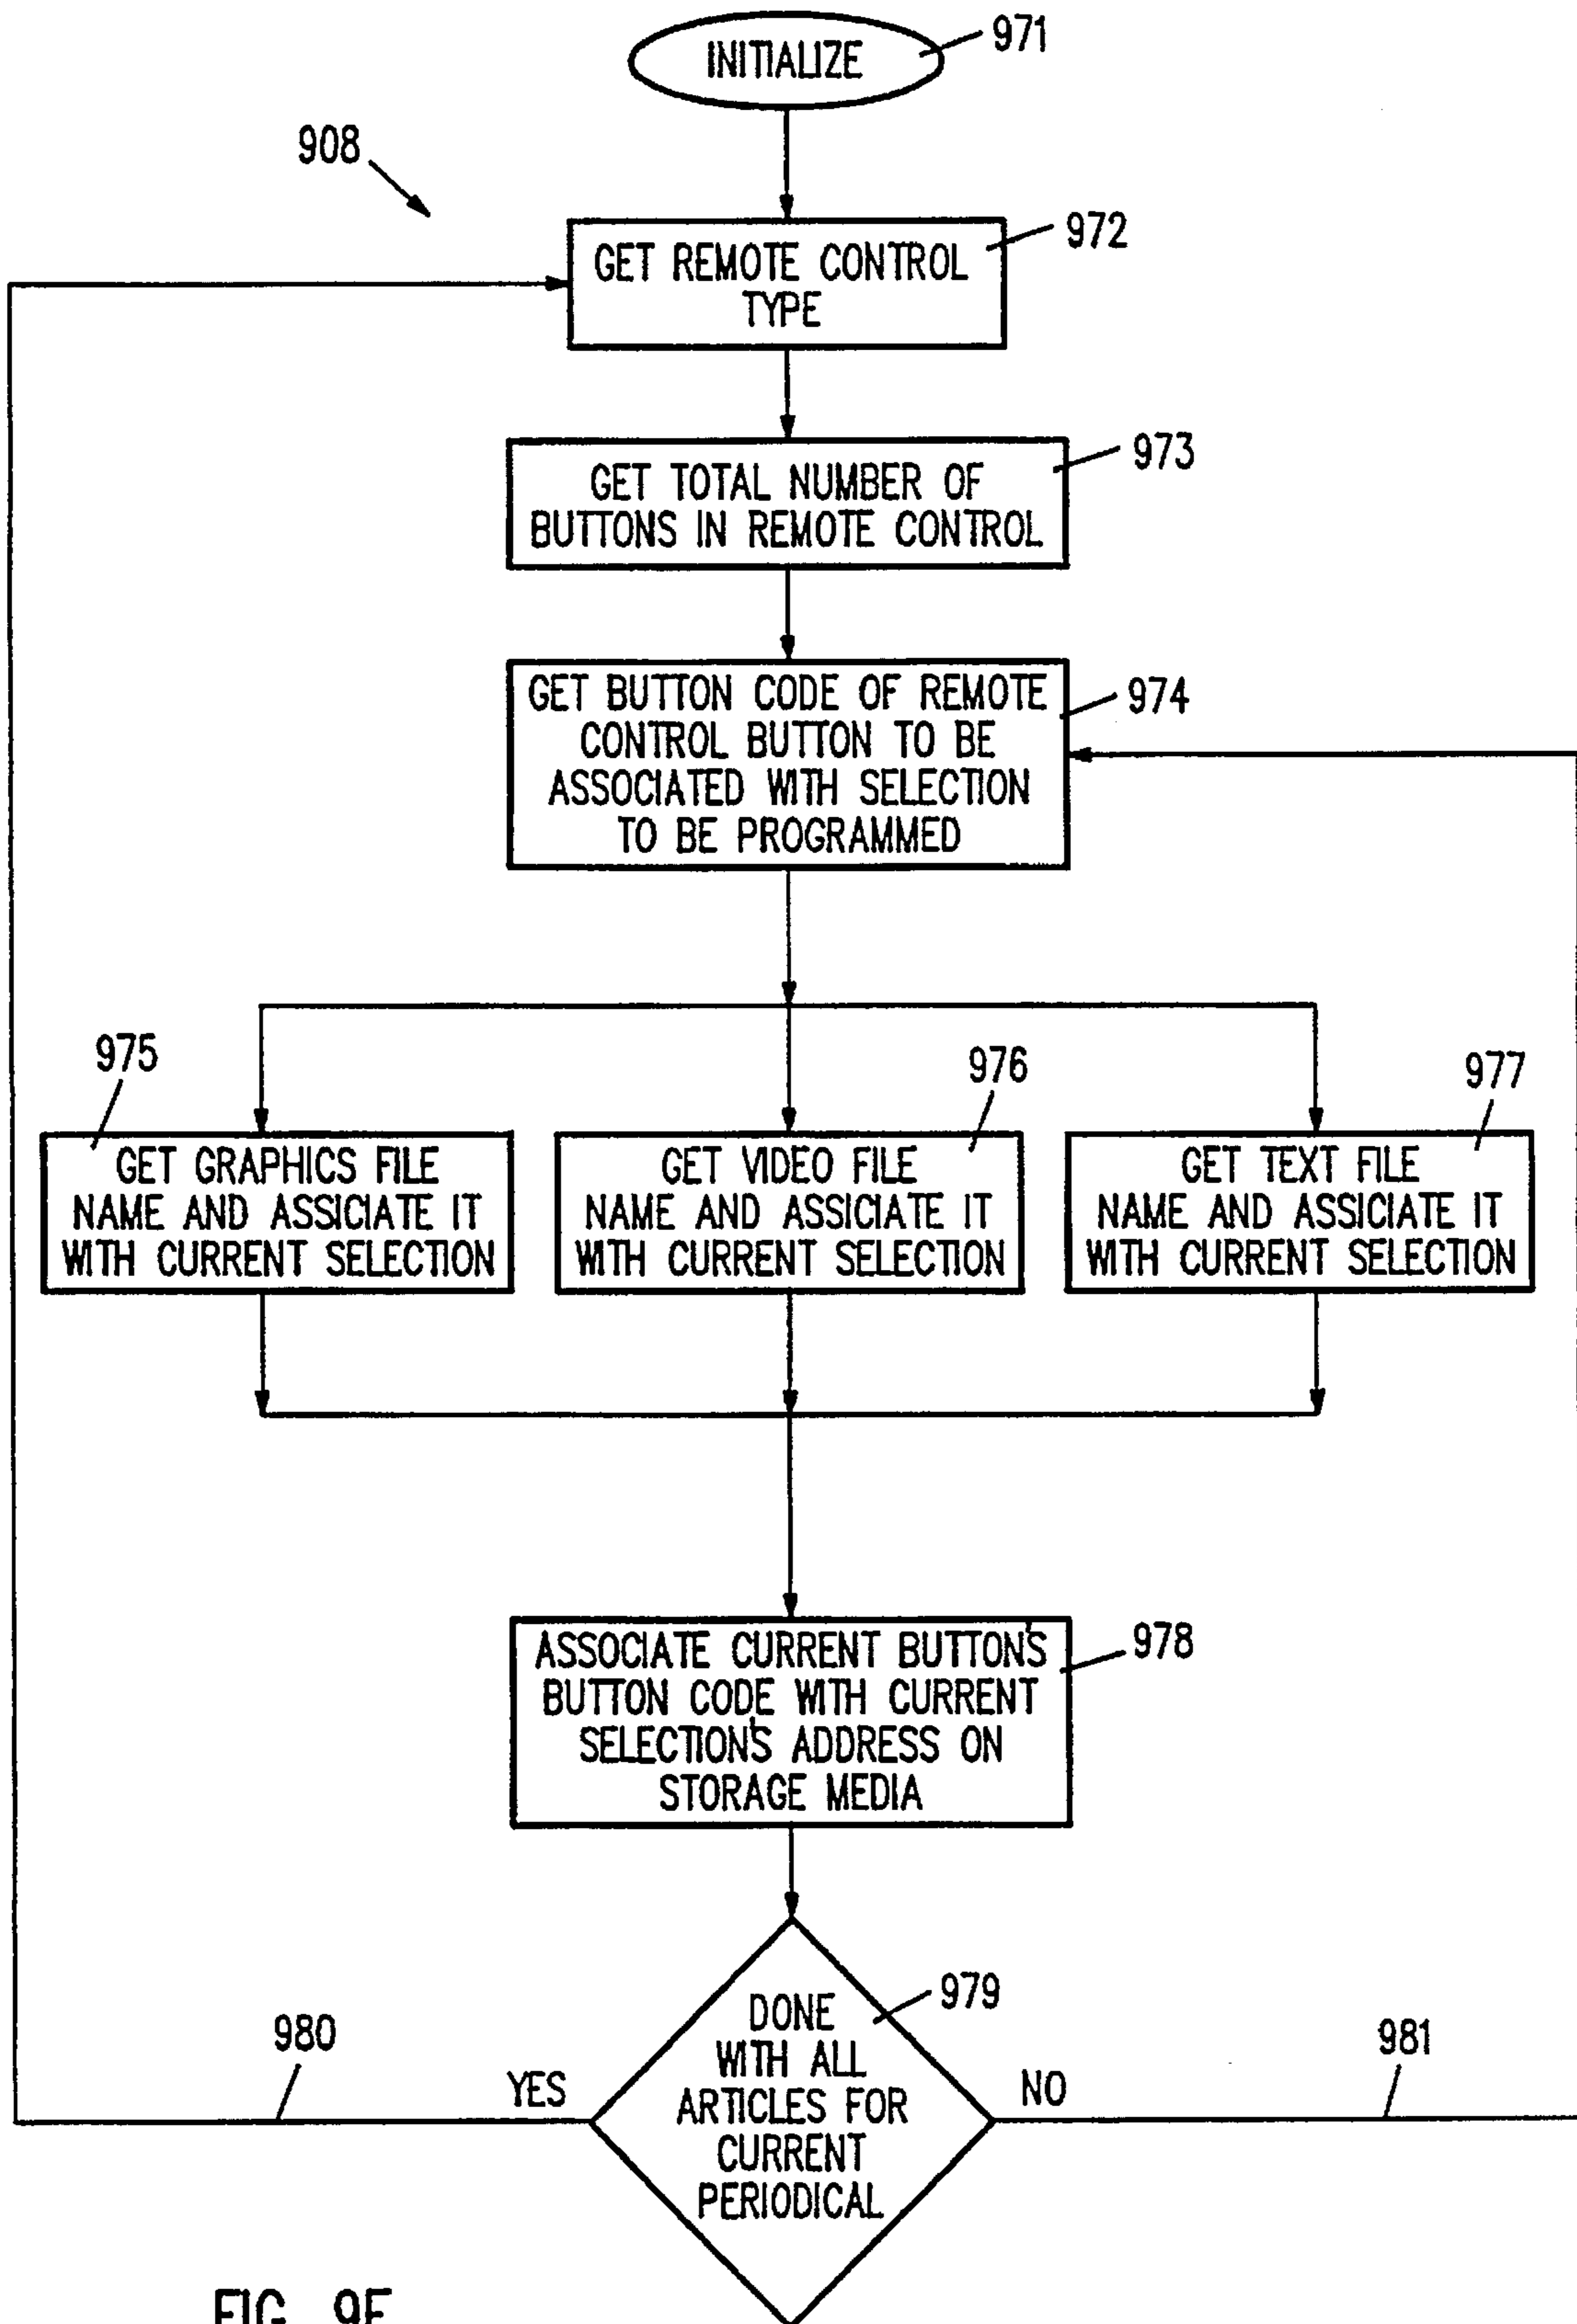 INITIALIZE
971
908
972
GET REMOTE CONTROL
TYPE
973
GET TOTAL NUMBER OF
BUTTONS IN REMOTE CONTROL
974
GET BUTTON CODE OF REMOTE
CONTROL BUTTON TO BE
ASSOCIATED WITH SELECTION
TO BE PROGRAMMED
975
GET GRAPHICS FILE
NAME AND ASSICIATE IT
WITH CURRENT SELECTION
976
GET VIDEO FILE
NAME AND ASSICIATE IT
WITH CURRENT SELECTION
977
GET TEXT FILE
NAME AND ASSICIATE IT
WITH CURRENT SELECTION
978
ASSOCIATE CURRENT BUTTON'S
BUTTON CODE WITH CURRENT
SELECTION'S ADDRESS ON
STORAGE MEDIA
979
DONE
WITH ALL
ARTICLES FOR
CURRENT
PERIODICAL
980
YES
NO
981